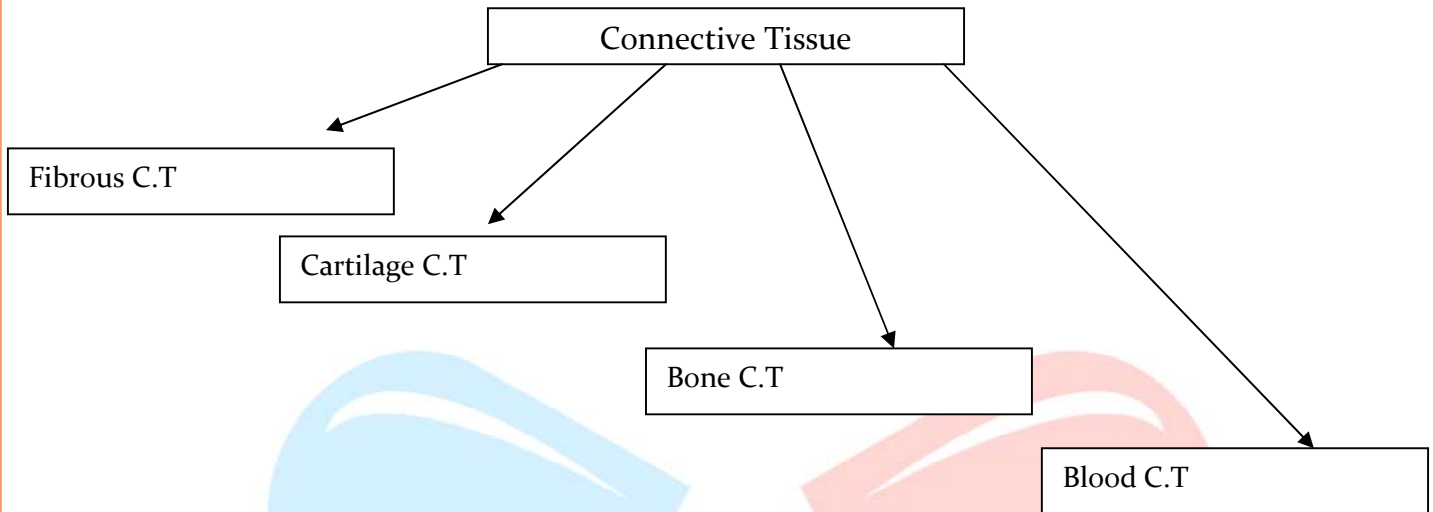 Connective Tissue
Fibrous C.T
Cartilage C.T
Bone C.T
Blood C.T